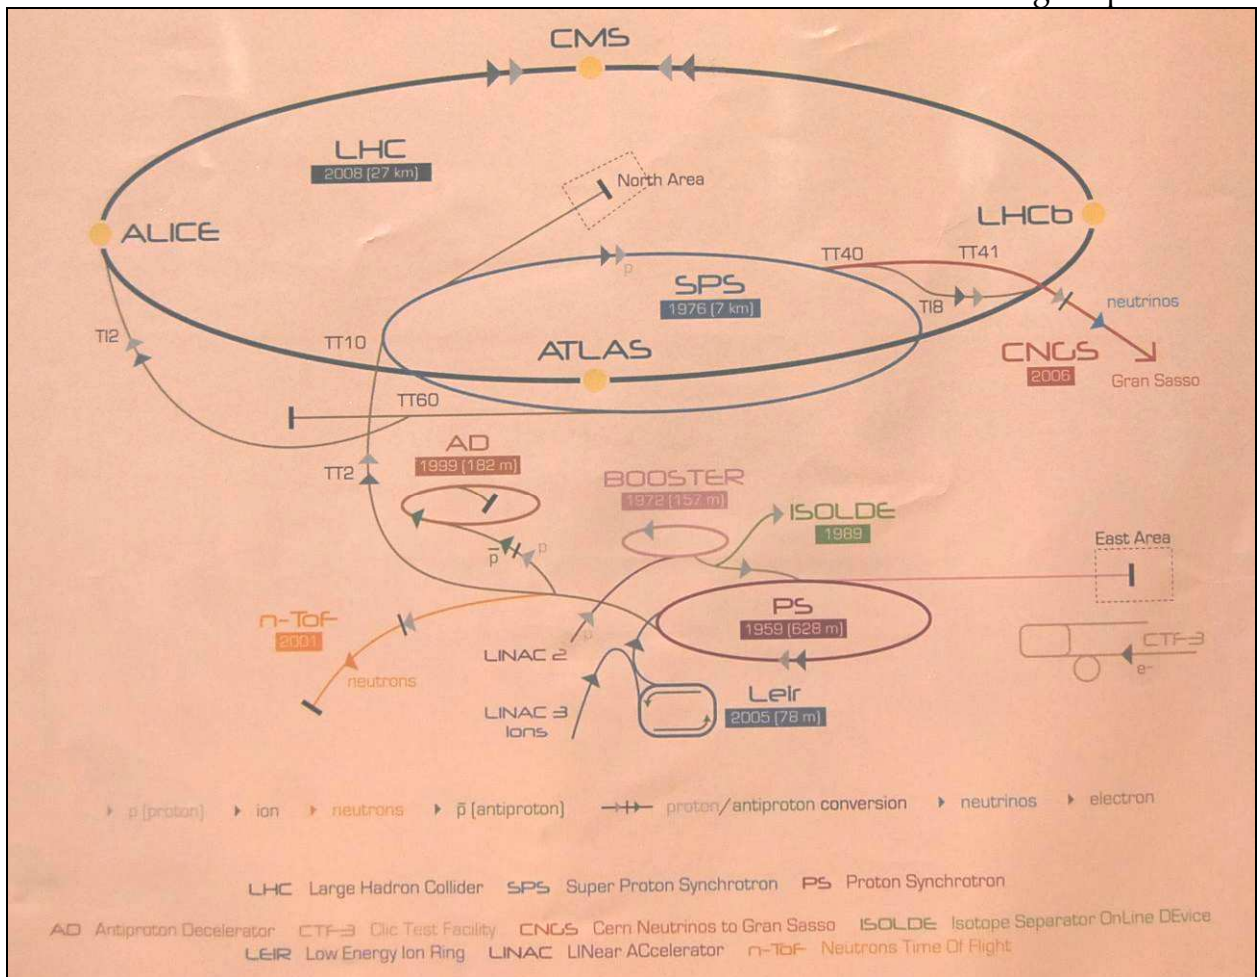 CMS
LHC
2008 (27 km)
North Area
ALICE
LHCb
TT40
TT41
SPS
1976 (7 km)
p
TI8
neutrinos
TI2
TT10
ATLAS
CNGS
2006
Gran Sasso
TT60
AD
1999 (182 m)
TT2
BOOSTER
1972 (157 m)
ISOLDE
1989
East Area
p̄
p
PS
1959 (628 m)
n-ToF
2001
p
LINAC 2
neutrons
CTF-3
e-
Leir
2005 (78 m)
LINAC 3
Ions
p (proton) ion neutrons p̄ (antiproton) proton/antiproton conversion neutrinos electron
LHC Large Hadron Collider SPS Super Proton Synchrotron PS Proton Synchrotron
AD Antiproton Decelerator CTF-3 Clic Test Facility CNGS Cern Neutrinos to Gran Sasso ISOLDE Isotope Separator OnLine DEvice
LEIR Low Energy Ion Ring LINAC LINear ACcelerator n-ToF Neutrons Time Of Flight